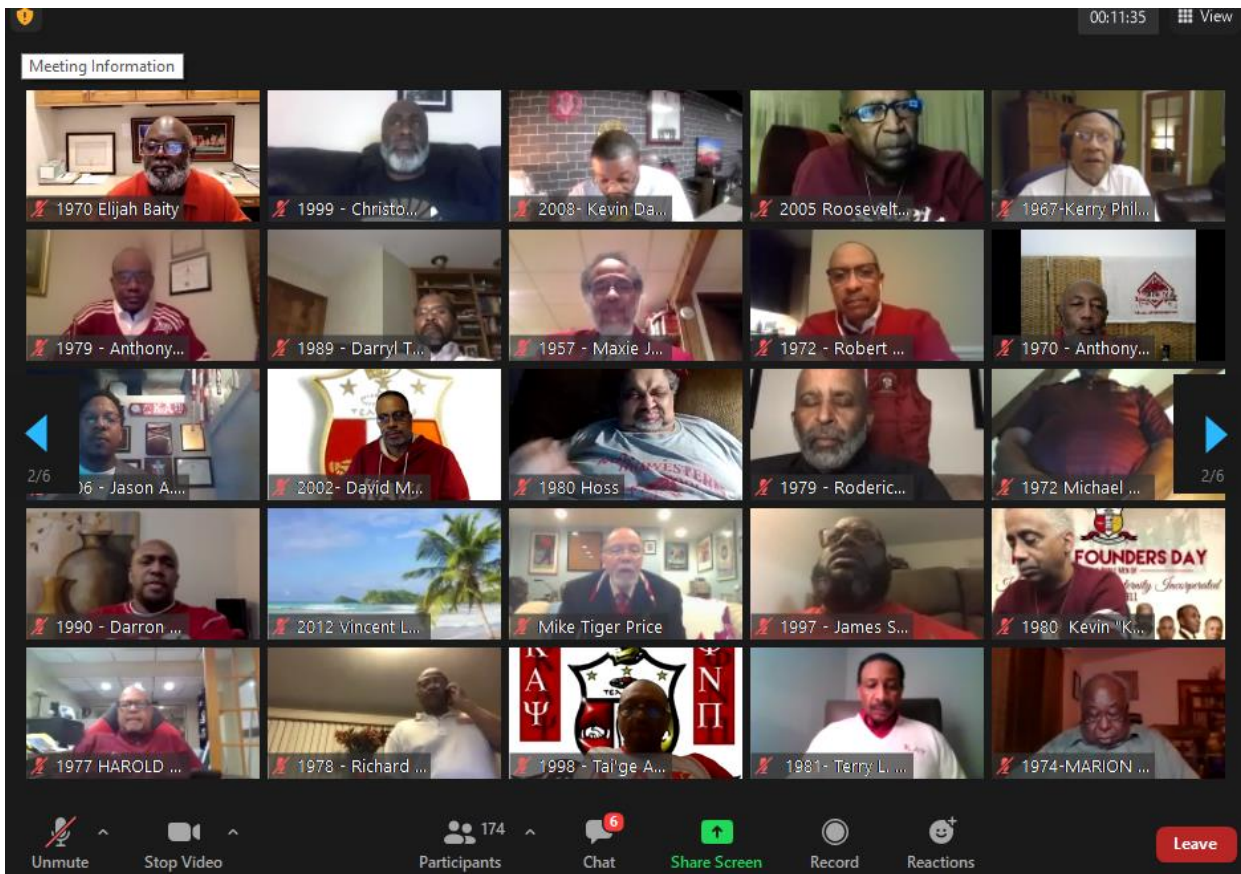 00:11:35 View
Meeting Information
1970 Elijah Baity
1999 - Christo...
2008- Kevin Da...
2005 Roosevelt...
1967-Kerry Phil...
1979 - Anthony...
1989 - Darryl T...
1957 - Maxie J...
1972 - Robert ...
1970 - Anthony...
2/6
06 - Jason A....
TEA
2002- David M...
MIDWESTERN
1980 Hoss
1979 - Roderic...
1972 Michael ...
2/6
1990 - Darron ...
2012 Vincent L...
Mike Tiger Price
1997 - James S...
FOUNDERS DAY
Incorporated
1980 Kevin "K...
1977 HAROLD ...
1978 - Richard ...
Κ Α Ψ
Ψ Ν Π
1998 - Tai'ge A...
1981- Terry L. ...
1974-MARION ...
Unmute
Stop Video
174
Participants
6
Chat
Share Screen
Record
Reactions
Leave